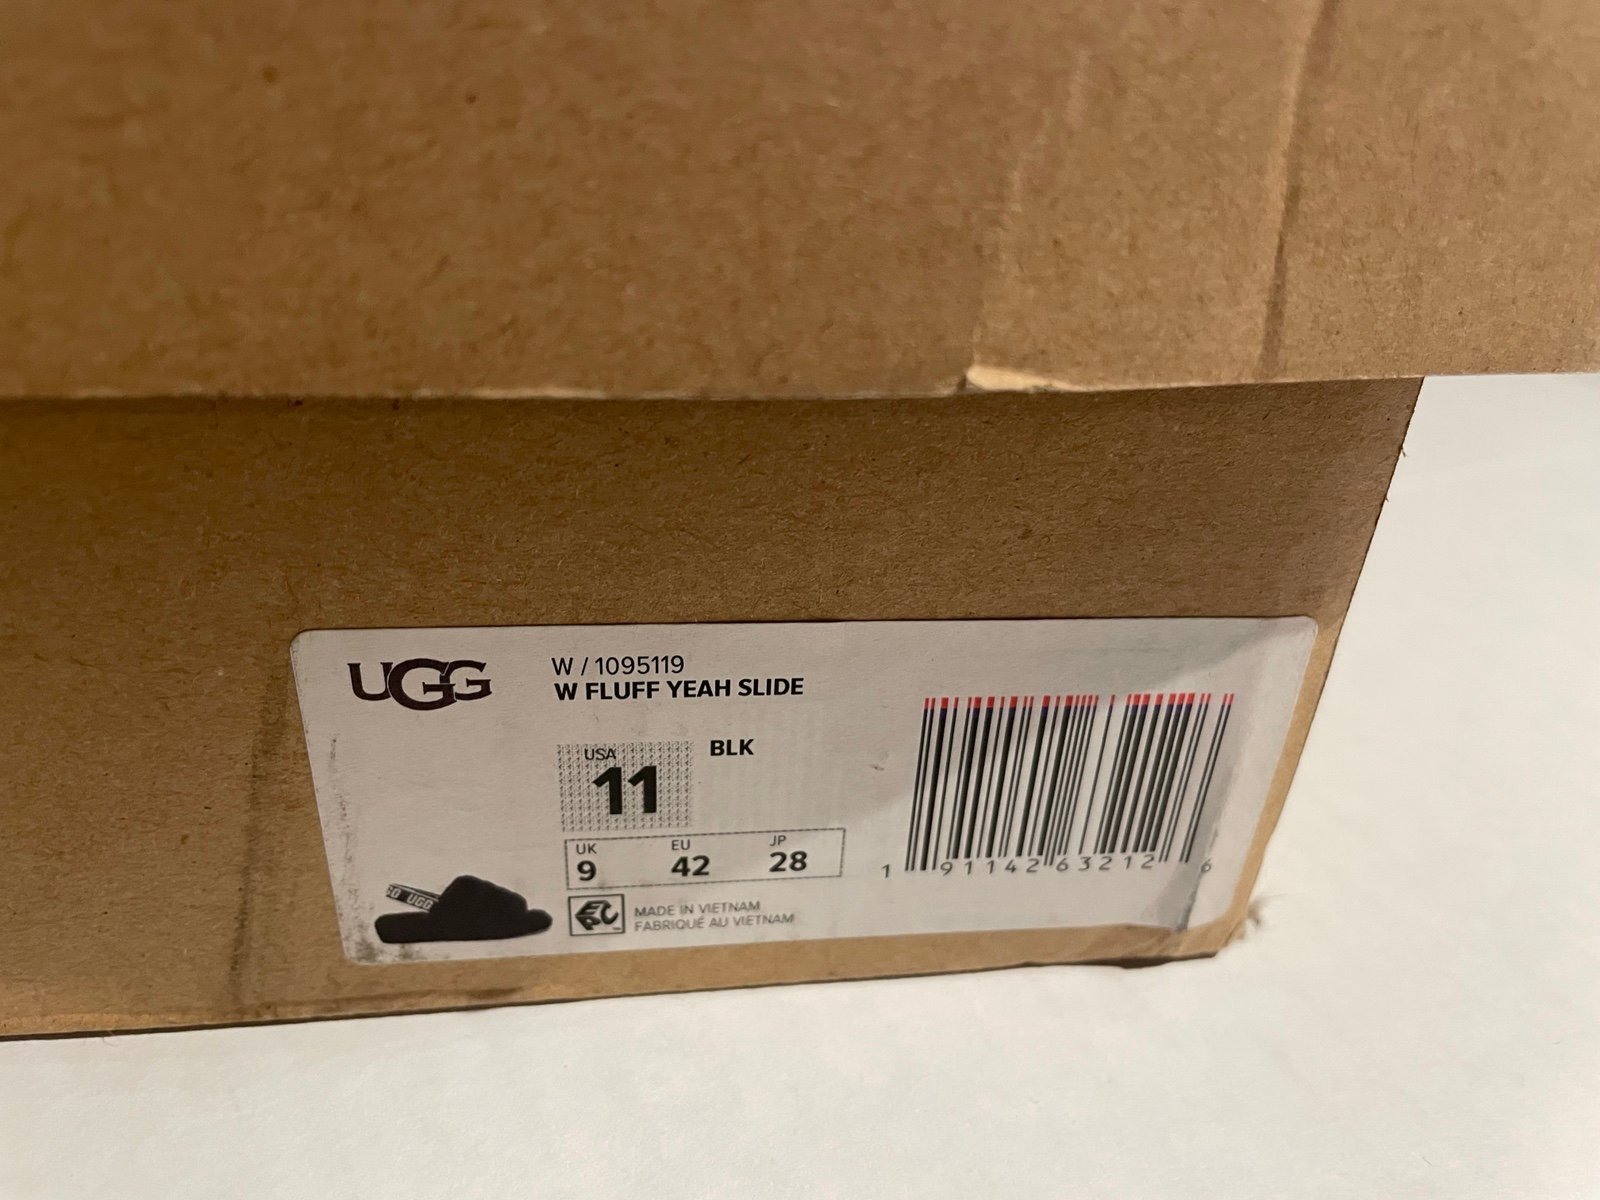 UGG
W / 1095119
W FLUFF YEAH SLIDE
USA
11
BLK
UK
9
EU
42
JP
28
UGG
MADE IN VIETNAM
FABRIQUÉ AU VIETNAM
1 91142 63212 6